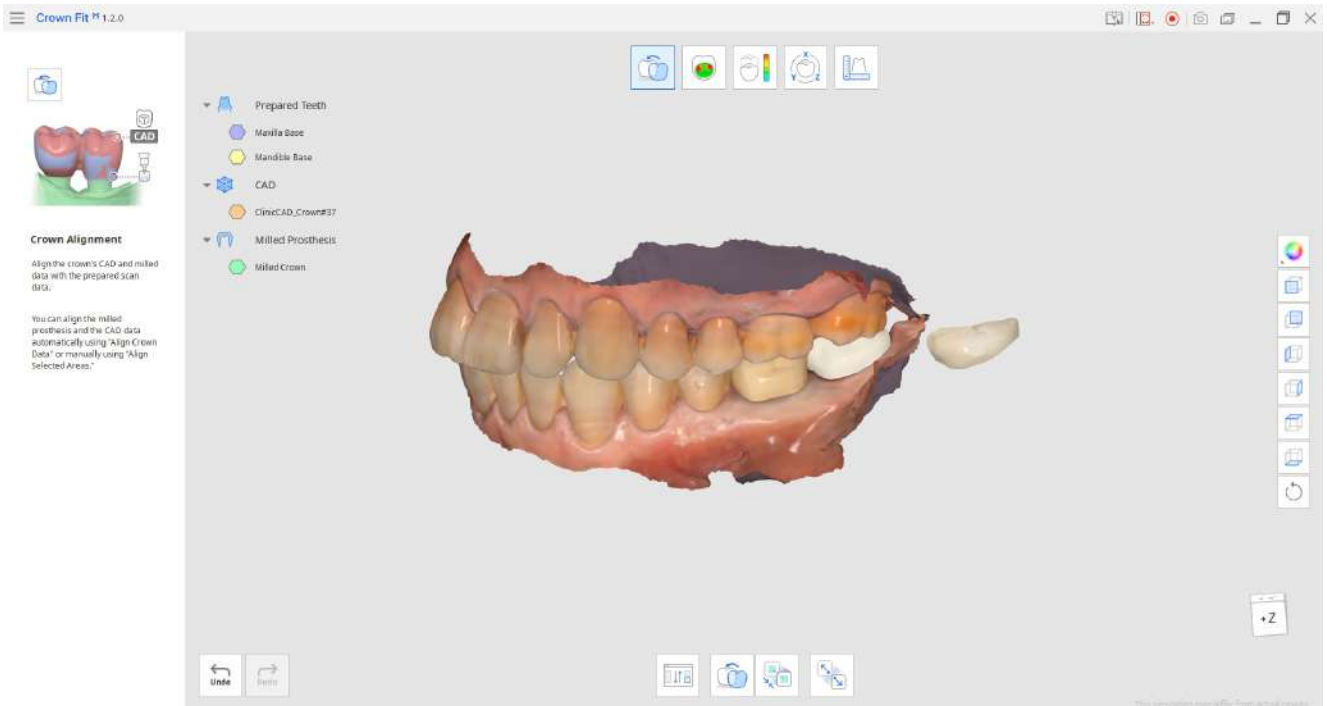 Crown Fit M 1.2.0
CAD
Crown Alignment
Align the crown's CAD and milled
data with the prepared scan
data.
You can align the milled
prosthesis and the CAD data
automatically using "Align Crown
Data" or manually using "Align
Selected Areas."
Prepared Teeth
Maxilla Base
Mandible Base
CAD
ClinicCAD_Crown#37
Milled Prosthesis
Milled Crown
X
Y
Z
+Z
Undo
Redo